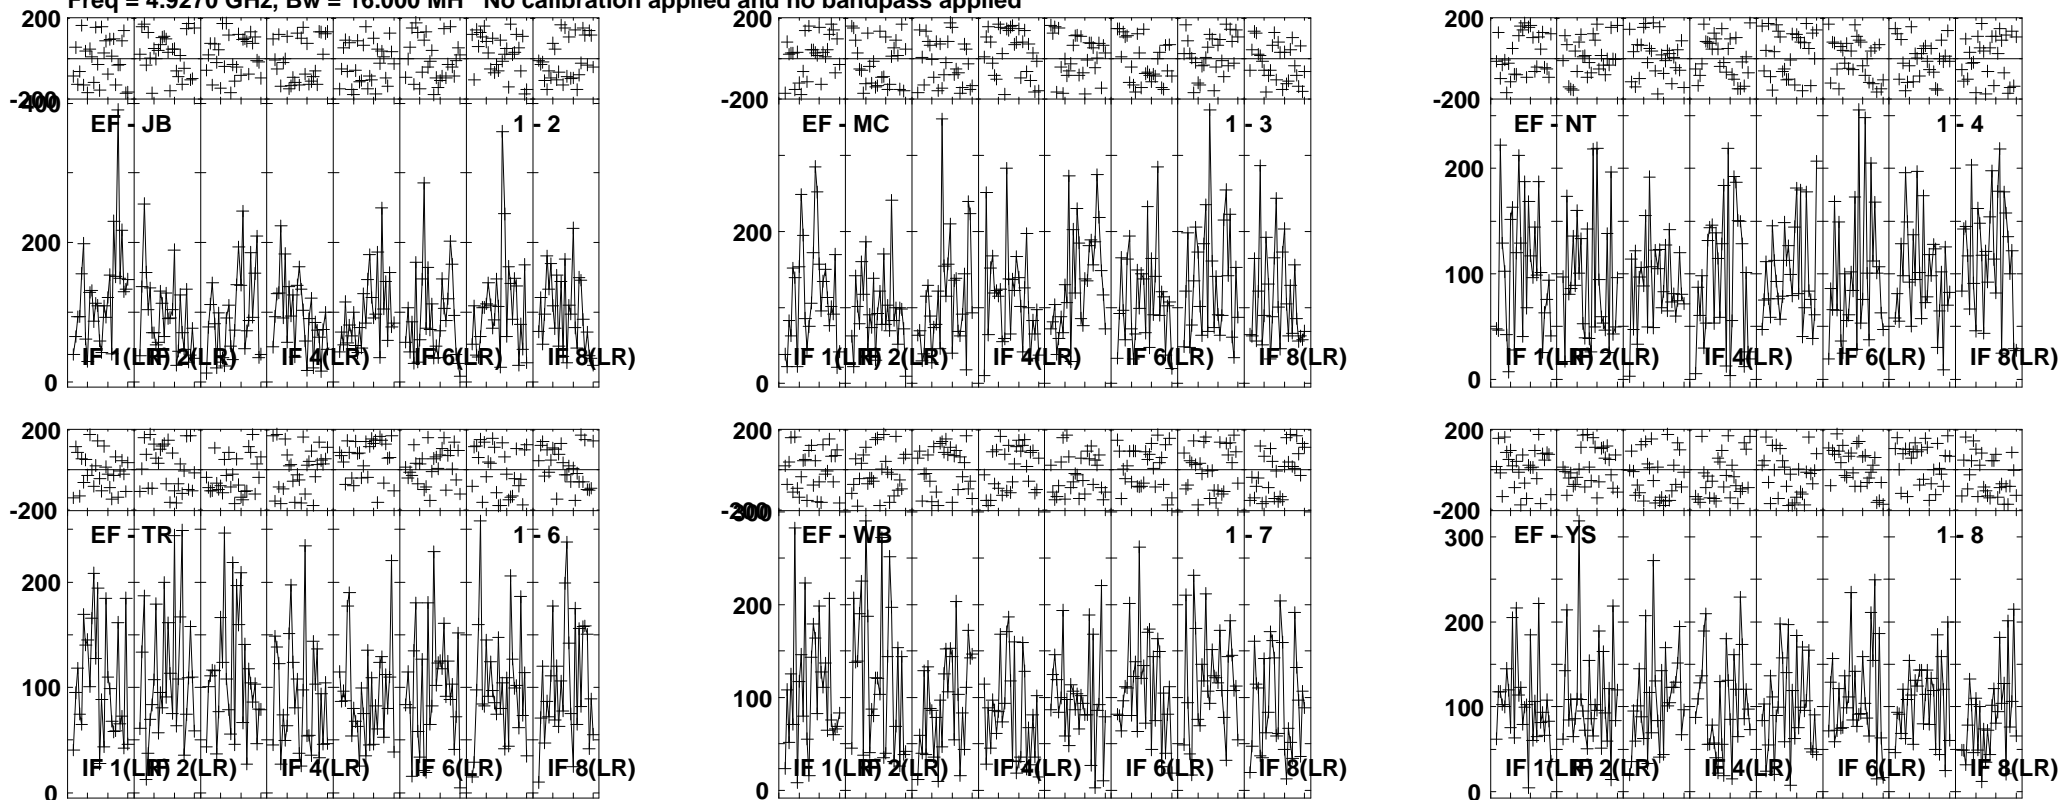 Freq = 4.9270 GHz, Bw = 16.000 MH No calibration applied and no bandpass applied
200
-200
400
EF - JB
1 - 2
200
0
IF 1(LR)
IF 2(LR)
IF 4(LR)
IF 6(LR)
IF 8(LR)
200
-200
EF - MC
1 - 3
200
0
IF 1(LR)
IF 2(LR)
IF 4(LR)
IF 6(LR)
IF 8(LR)
200
-200
EF - NT
1 - 4
200
100
0
IF 1(LR)
IF 2(LR)
IF 4(LR)
IF 6(LR)
IF 8(LR)
200
-200
EF - TR
1 - 6
200
100
0
IF 1(LR)
IF 2(LR)
IF 4(LR)
IF 6(LR)
IF 8(LR)
200
-200
300
EF - WB
1 - 7
200
100
0
IF 1(LR)
IF 2(LR)
IF 4(LR)
IF 6(LR)
IF 8(LR)
200
-200
EF - YS
1 - 8
300
200
100
0
IF 1(LR)
IF 2(LR)
IF 4(LR)
IF 6(LR)
IF 8(LR)